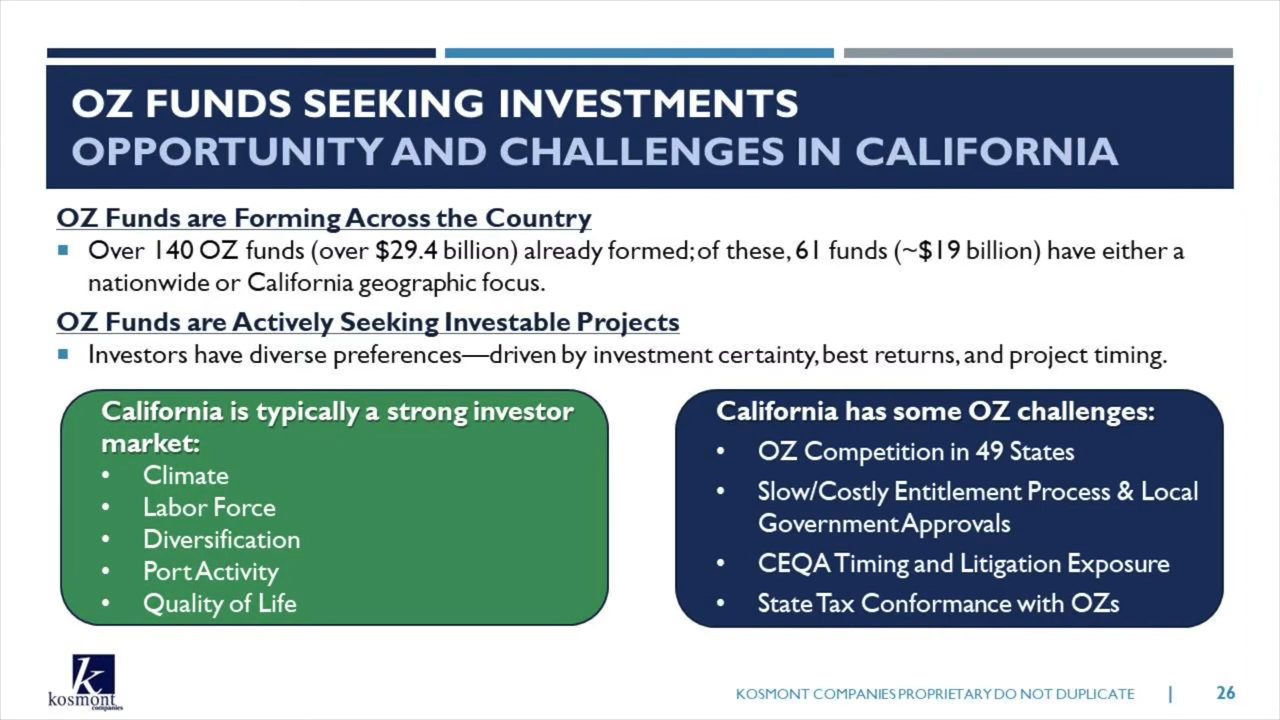 OZ FUNDS SEEKING INVESTMENTS
OPPORTUNITY AND CHALLENGES IN CALIFORNIA
OZ Funds are Forming Across the Country
▪ Over 140 OZ funds (over $29.4 billion) already formed; of these, 61 funds (~$19 billion) have either a
nationwide or California geographic focus.
OZ Funds are Actively Seeking Investable Projects
▪ Investors have diverse preferences—driven by investment certainty, best returns, and project timing.
California is typically a strong investor
market:
• Climate
• Labor Force
• Diversification
• Port Activity
• Quality of Life
California has some OZ challenges:
• OZ Competition in 49 States
• Slow/Costly Entitlement Process & Local
Government Approvals
• CEQA Timing and Litigation Exposure
• State Tax Conformance with OZs
k
kosmont
companies
KOSMONT COMPANIES PROPRIETARY DO NOT DUPLICATE | 26